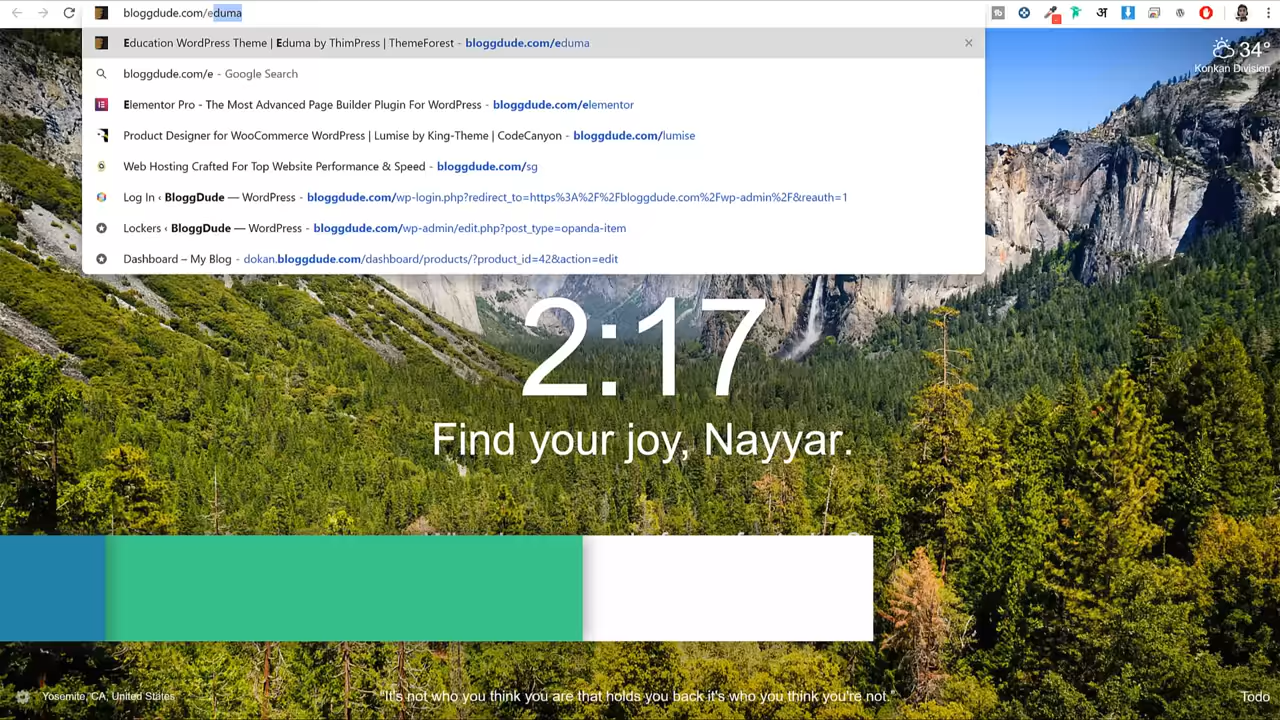 bloggdude.com/eduma
Education WordPress Theme | Eduma by ThimPress | ThemeForest - bloggdude.com/eduma
bloggdude.com/e - Google Search
Elementor Pro - The Most Advanced Page Builder Plugin For WordPress - bloggdude.com/elementor
Product Designer for WooCommerce WordPress | Lumise by King-Theme | CodeCanyon - bloggdude.com/lumise
Web Hosting Crafted For Top Website Performance & Speed - bloggdude.com/sg
Log In ‹ BloggDude — WordPress - bloggdude.com/wp-login.php?redirect_to=https%3A%2F%2Fbloggdude.com%2Fwp-admin%2F&reauth=1
Lockers ‹ BloggDude — WordPress - bloggdude.com/wp-admin/edit.php?post_type=opanda-item
Dashboard – My Blog - dokan.bloggdude.com/dashboard/products/?product_id=42&action=edit
अ
34°
Konkan Division
2:17
Find your joy, Nayyar.
Yosemite, CA, United States
"It's not who you think you are that holds you back it's who you think you're not."
Todo